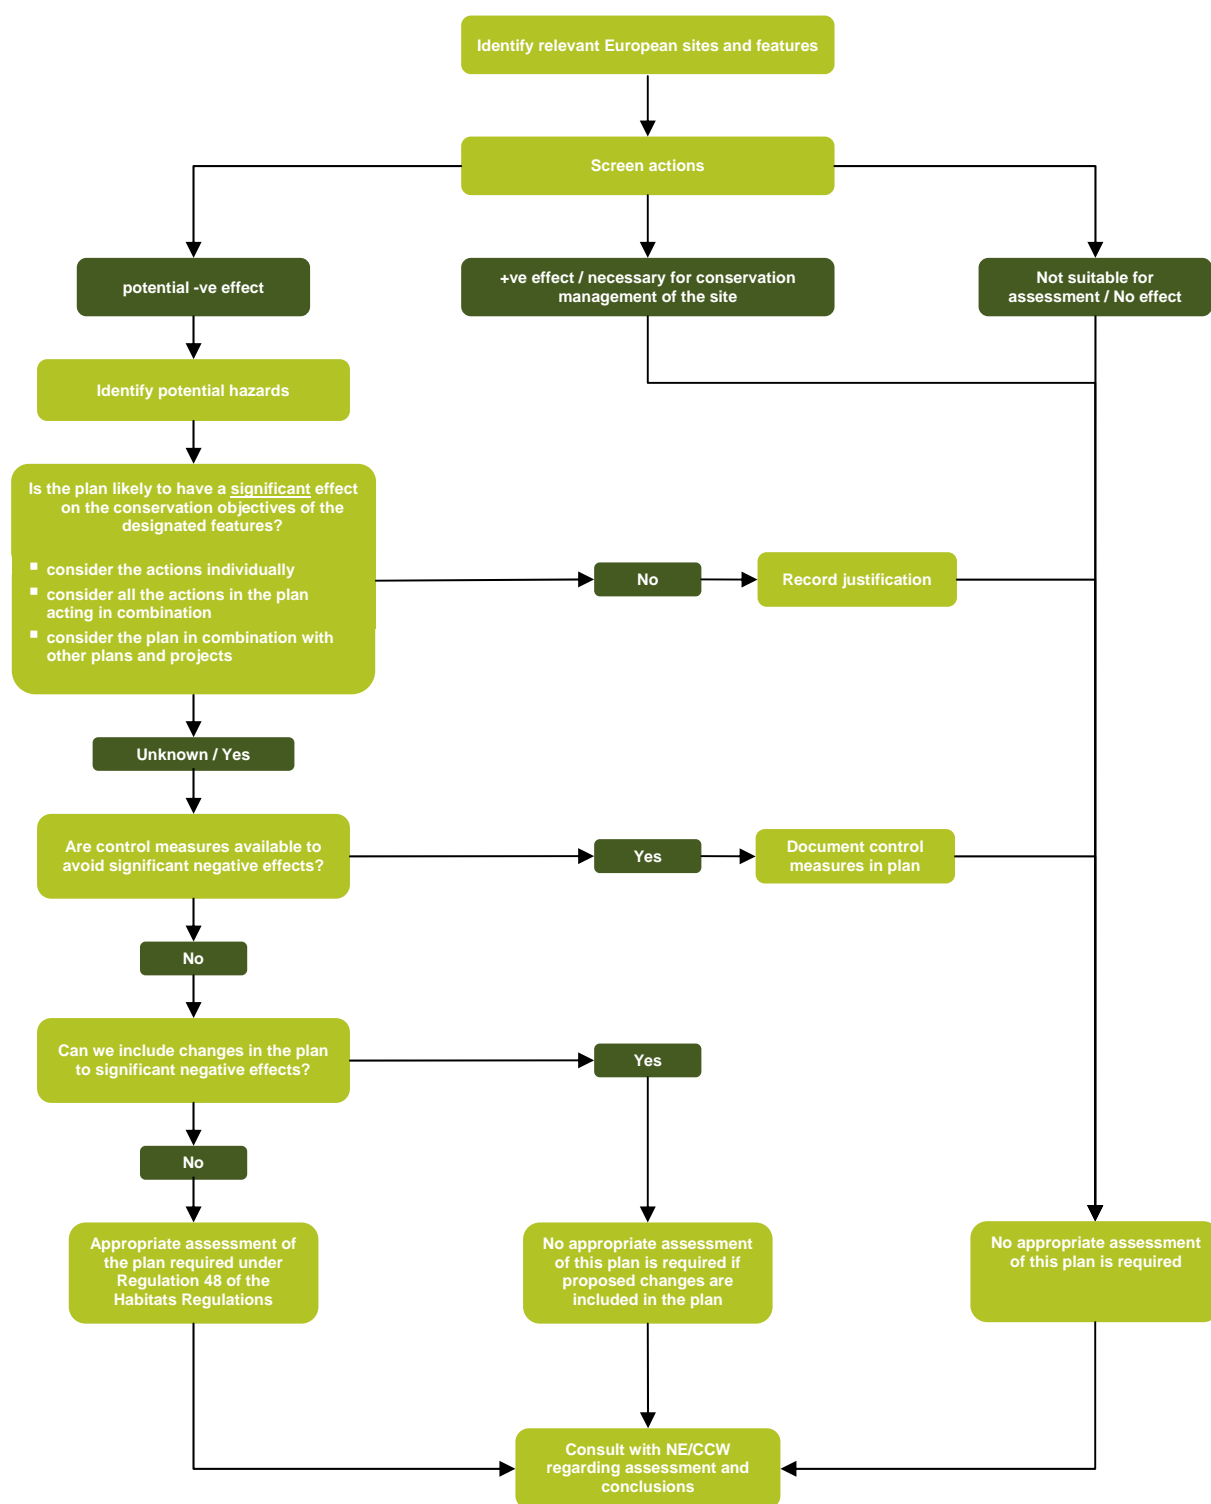 Identify relevant European sites and features
Screen actions
potential -ve effect
+ve effect / necessary for conservation
management of the site
Not suitable for
assessment / No effect
Identify potential hazards
Is the plan likely to have a significant effect
on the conservation objectives of the
designated features?
▪ consider the actions individually
▪ consider all the actions in the plan
acting in combination
▪ consider the plan in combination with
other plans and projects
No
Record justification
Unknown / Yes
Are control measures available to
avoid significant negative effects?
Yes
Document control
measures in plan
No
Can we include changes in the plan
to significant negative effects?
Yes
No
Appropriate assessment of
the plan required under
Regulation 48 of the
Habitats Regulations
No appropriate assessment
of this plan is required if
proposed changes are
included in the plan
No appropriate assessment
of this plan is required
Consult with NE/CCW
regarding assessment and
conclusions